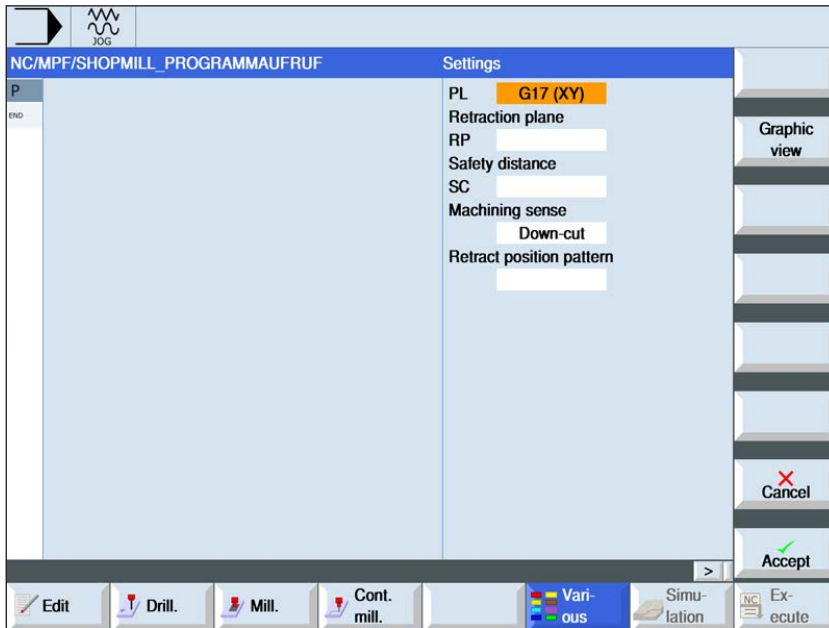 JOG
NC/MPF/SHOPMILL_PROGRAMMAUFRUF
Settings
P
END
PL G17 (XY)
Retraction plane
RP
Safety distance
SC
Machining sense
Down-cut
Retract position pattern
Graphic
view
Cancel
Accept
>
Edit
Drill.
Mill.
Cont.
mill.
Vari-
ous
Simu-
lation
NC
Ex-
ecute